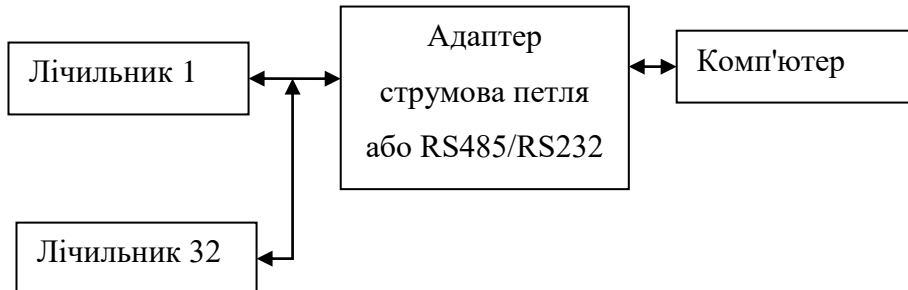 Лічильник 1
Адаптер
струмова петля
або RS485/RS232
Комп'ютер
Лічильник 32